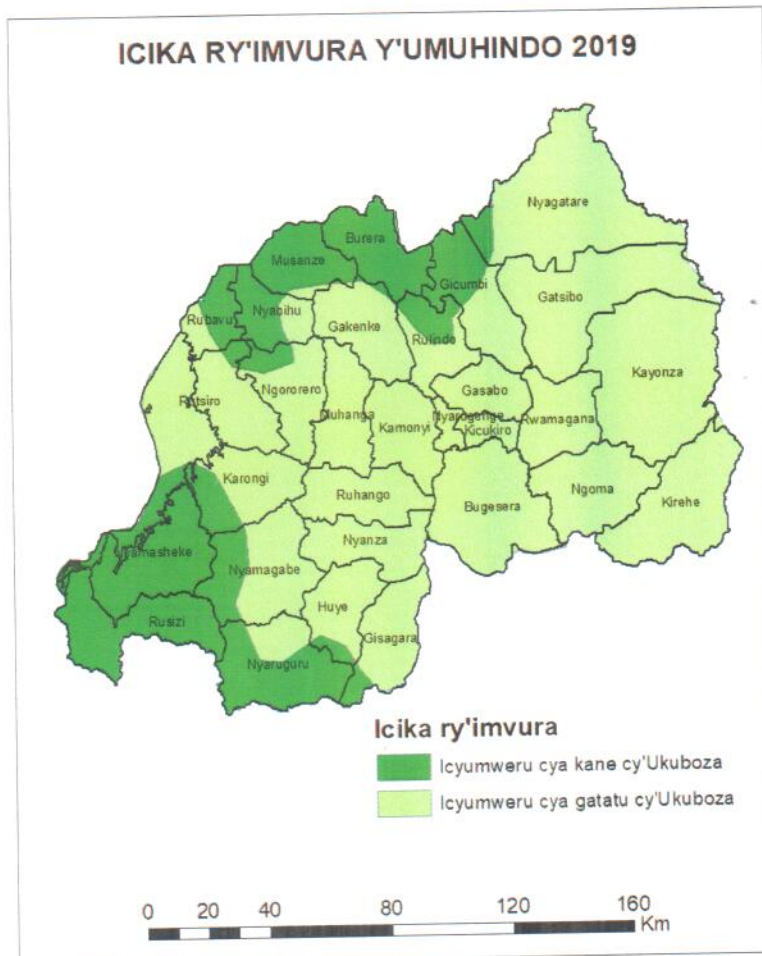 ICIKA RY'IMVURA Y'UMUHINDO 2019
Nyagatare
Burera
Musanze
Gicumbi
Gatsibo
Rubavu
Nyabihu
Gakenke
Rulindo
Kayonza
Gasabo
Ngororero
Rutsiro
Muhanga
Kamonyi
Nyarugenge
Kicukiro
Rwamagana
Karongi
Ruhango
Bugesera
Ngoma
Kirehe
Nyamasheke
Nyanza
Nyamagabe
Huye
Rusizi
Gisagara
Nyaruguru
Icika ry'imvura
Icyumweru cya kane cy'Ukuboza
Icyumweru cya gatatu cy'Ukuboza
0 20 40 80 120 160
Km